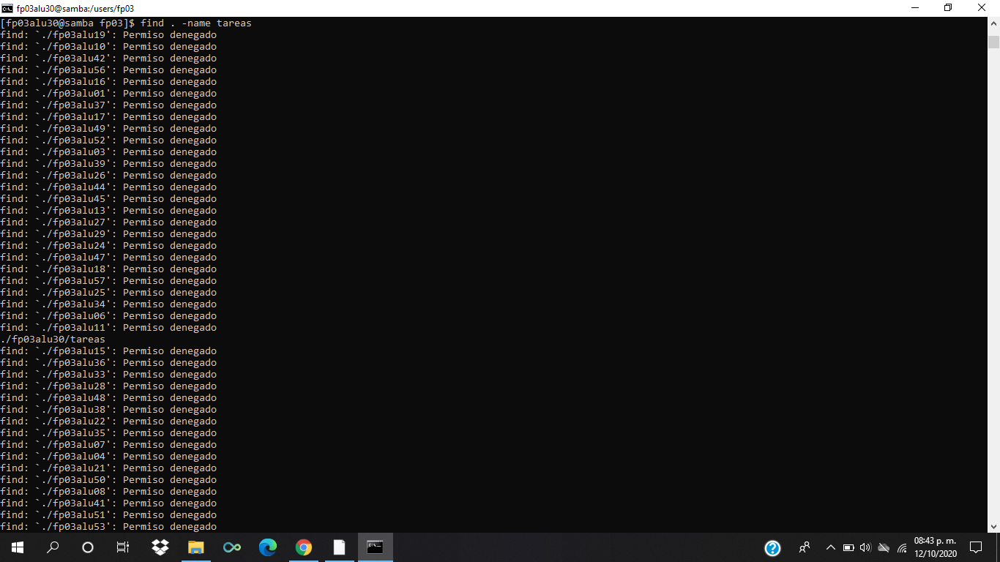 fp03alu30@samba:/users/fp03
[fp03alu30@samba fp03]$ find . -name tareas
find: `./fp03alu19': Permiso denegado
find: `./fp03alu10': Permiso denegado
find: `./fp03alu42': Permiso denegado
find: `./fp03alu56': Permiso denegado
find: `./fp03alu16': Permiso denegado
find: `./fp03alu01': Permiso denegado
find: `./fp03alu37': Permiso denegado
find: `./fp03alu17': Permiso denegado
find: `./fp03alu49': Permiso denegado
find: `./fp03alu52': Permiso denegado
find: `./fp03alu03': Permiso denegado
find: `./fp03alu39': Permiso denegado
find: `./fp03alu26': Permiso denegado
find: `./fp03alu44': Permiso denegado
find: `./fp03alu45': Permiso denegado
find: `./fp03alu13': Permiso denegado
find: `./fp03alu27': Permiso denegado
find: `./fp03alu29': Permiso denegado
find: `./fp03alu24': Permiso denegado
find: `./fp03alu47': Permiso denegado
find: `./fp03alu18': Permiso denegado
find: `./fp03alu57': Permiso denegado
find: `./fp03alu25': Permiso denegado
find: `./fp03alu34': Permiso denegado
find: `./fp03alu06': Permiso denegado
find: `./fp03alu11': Permiso denegado
./fp03alu30/tareas
find: `./fp03alu15': Permiso denegado
find: `./fp03alu36': Permiso denegado
find: `./fp03alu33': Permiso denegado
find: `./fp03alu28': Permiso denegado
find: `./fp03alu48': Permiso denegado
find: `./fp03alu38': Permiso denegado
find: `./fp03alu22': Permiso denegado
find: `./fp03alu35': Permiso denegado
find: `./fp03alu07': Permiso denegado
find: `./fp03alu04': Permiso denegado
find: `./fp03alu21': Permiso denegado
find: `./fp03alu50': Permiso denegado
find: `./fp03alu08': Permiso denegado
find: `./fp03alu41': Permiso denegado
find: `./fp03alu51': Permiso denegado
find: `./fp03alu53': Permiso denegado
08:43 p. m.
12/10/2020